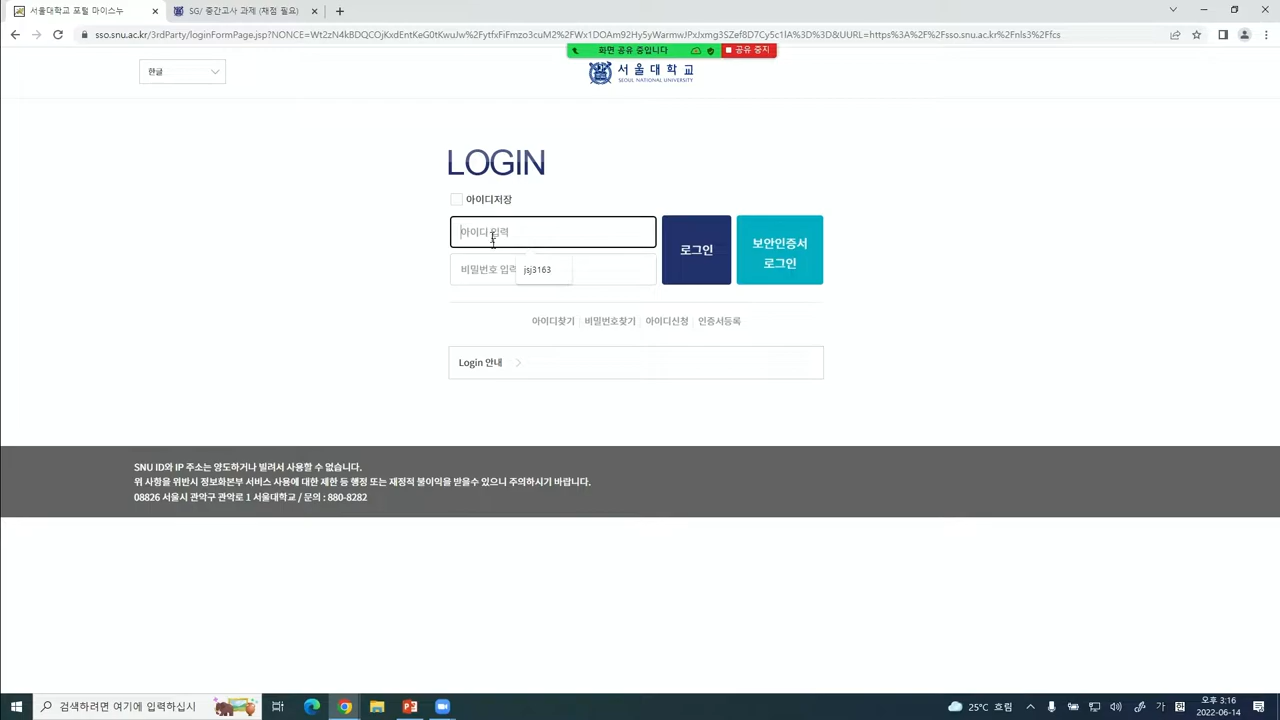 서울대학교 포털 마이스누
SG/ 중간고사 과제 (채점 필요)
sso.snu.ac.kr/3rdParty/loginFormPage.jsp?NONCE=
화면 공유 중입니다
공유 중지
한글
서울대학교
SEOUL NATIONAL UNIVERSITY
LOGIN
아이디저장
아이디 입력
비밀번호 입력
jsj3163
로그인
보안인증서
로그인
아이디찾기
비밀번호찾기
아이디신청
인증서등록
Login 안내
SNU ID와 IP 주소는 양도하거나 빌려서 사용할 수 없습니다.
위 사항을 위반시 정보화본부 서비스 사용에 대한 제한 등 행정 또는 재정적 불이익을 받을수 있으니 주의하시기 바랍니다.
08826 서울시 관악구 관악로 1 서울대학교 / 문의 : 880-8282
검색하려면 여기에 입력하십시
25°C 흐림
가
오후 3:16
2022-06-14